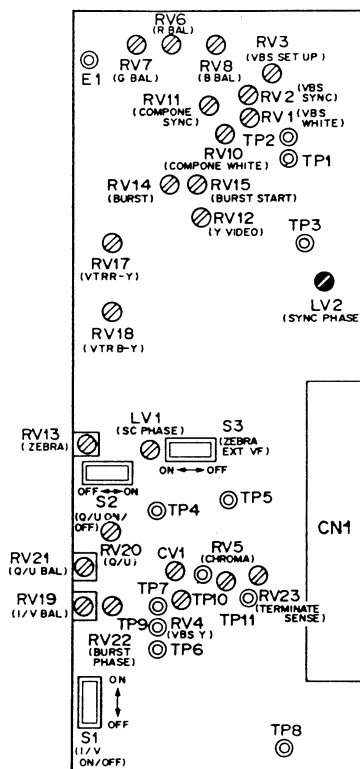 RV6
(R BAL)
RV7
(G BAL)
RV8
(B BAL)
RV3
(VBS SET UP)
E1
RV2 (VBS SYNC)
RV11
(COMPONE SYNC)
RV1 (VBS WHITE)
TP2
RV10
(COMPONE WHITE)
TP1
RV14
(BURST)
RV15
(BURST START)
RV12
(Y VIDEO)
TP3
RV17
(VTRR-Y)
LV2
(SYNC PHASE)
RV18
(VTR B-Y)
LV1
(SC PHASE)
S3
(ZEBRA
EXT VF)
RV13
(ZEBRA)
ON ↔ OFF
OFF ↔ ON
S2
(Q/U ON/
OFF)
TP4
TP5
CN1
RV20
(Q/U)
RV21
(Q/U BAL)
CV1
RV5
(CHROMA)
RV19
(I/V BAL)
TP7
TP10
TP11
RV23
(TERMINATE
SENSE)
RV22
(BURST
PHASE)
TP9
RV4
(VBS Y)
TP6
ON
OFF
S1
(I/V
ON/OFF)
TP8